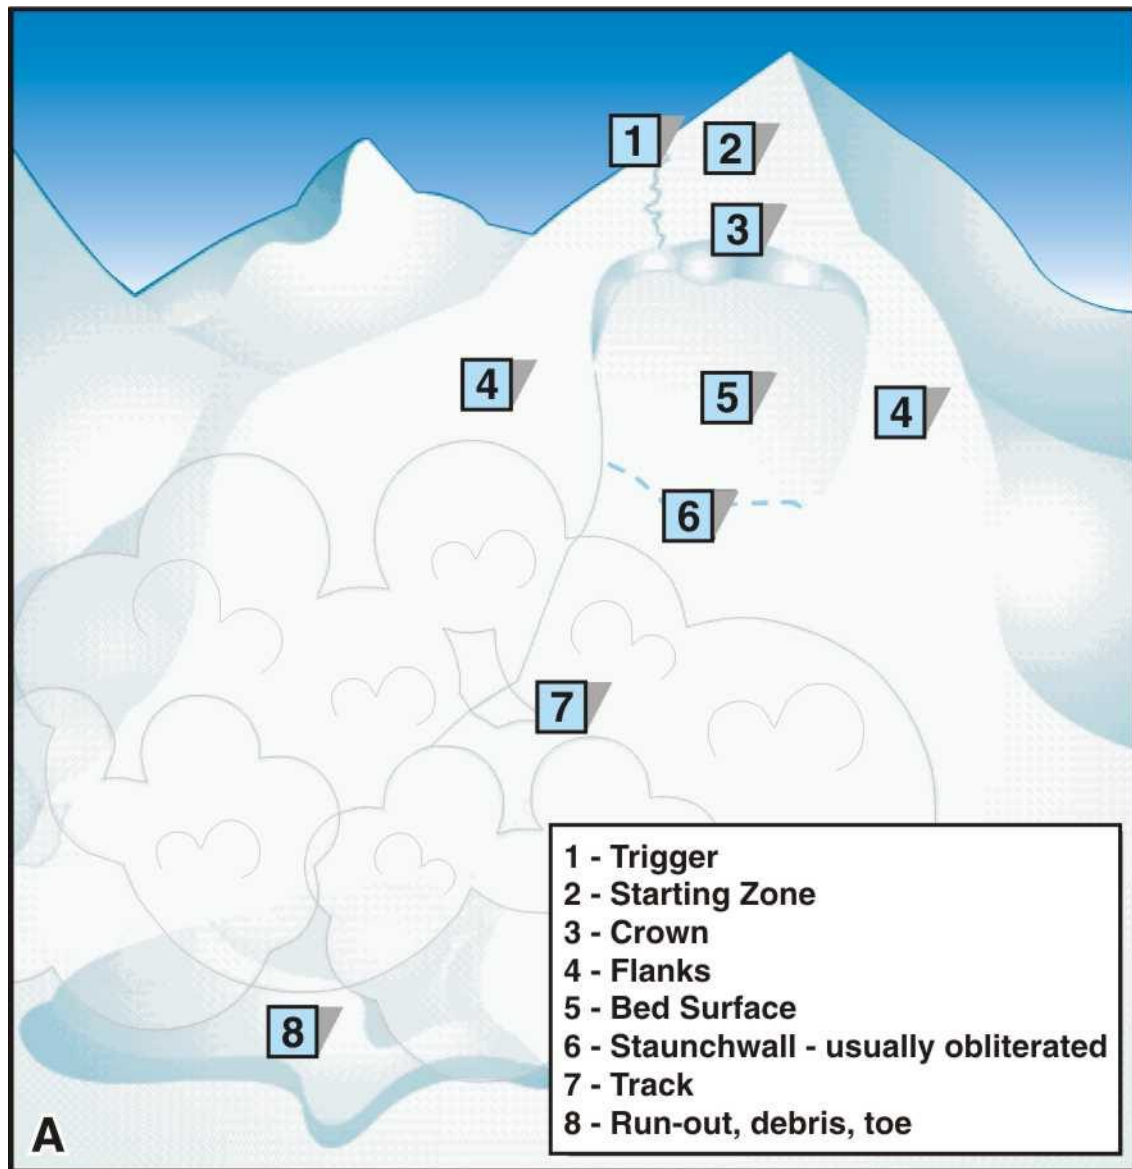 1
2
3
4
5
4
6
7
8
1 - Trigger
2 - Starting Zone
3 - Crown
4 - Flanks
5 - Bed Surface
6 - Staunchwall - usually obliterated
7 - Track
8 - Run-out, debris, toe
A